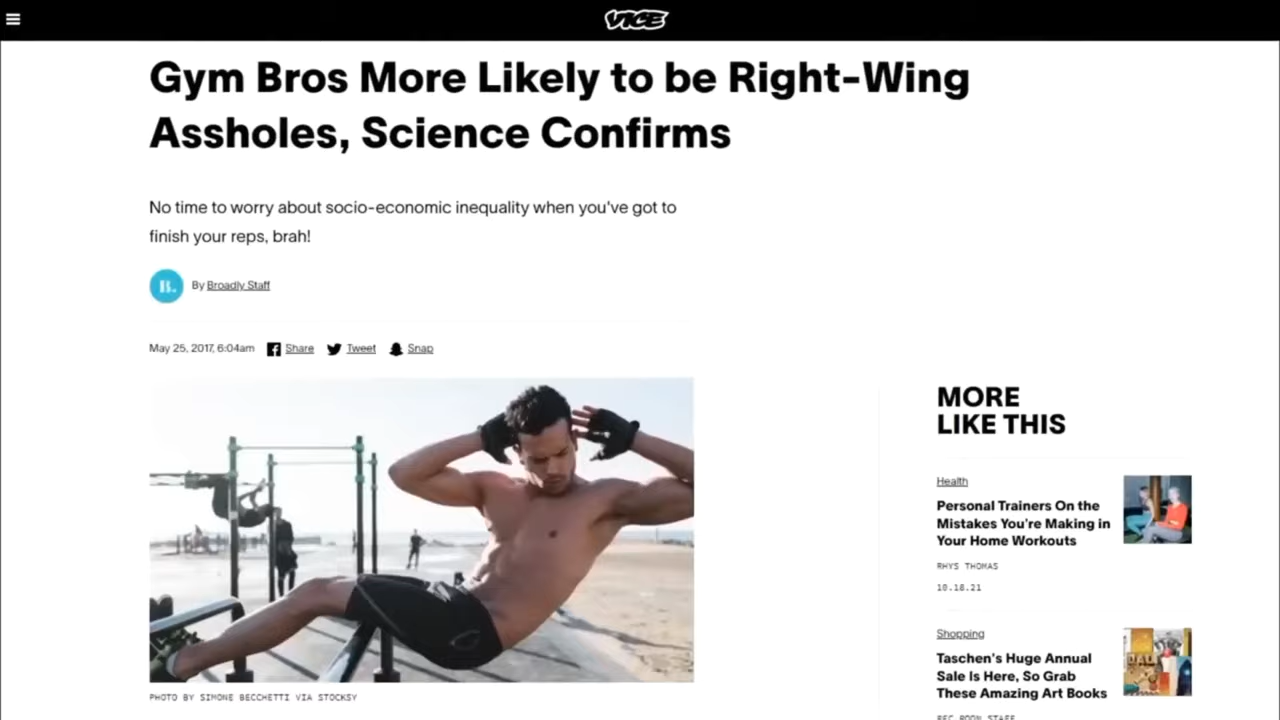 VICE
Gym Bros More Likely to be Right-Wing
Assholes, Science Confirms
No time to worry about socio-economic inequality when you've got to
finish your reps, brah!
B.
By Broadly Staff
May 25, 2017, 6:04am Share Tweet Snap
PHOTO BY SIMONE BECCHETTI VIA STOCKSY
MORE
LIKE THIS
Health
Personal Trainers On the
Mistakes You're Making in
Your Home Workouts
RHYS THOMAS
10.18.21
Shopping
Taschen's Huge Annual
Sale Is Here, So Grab
These Amazing Art Books
REC ROOM STAFF